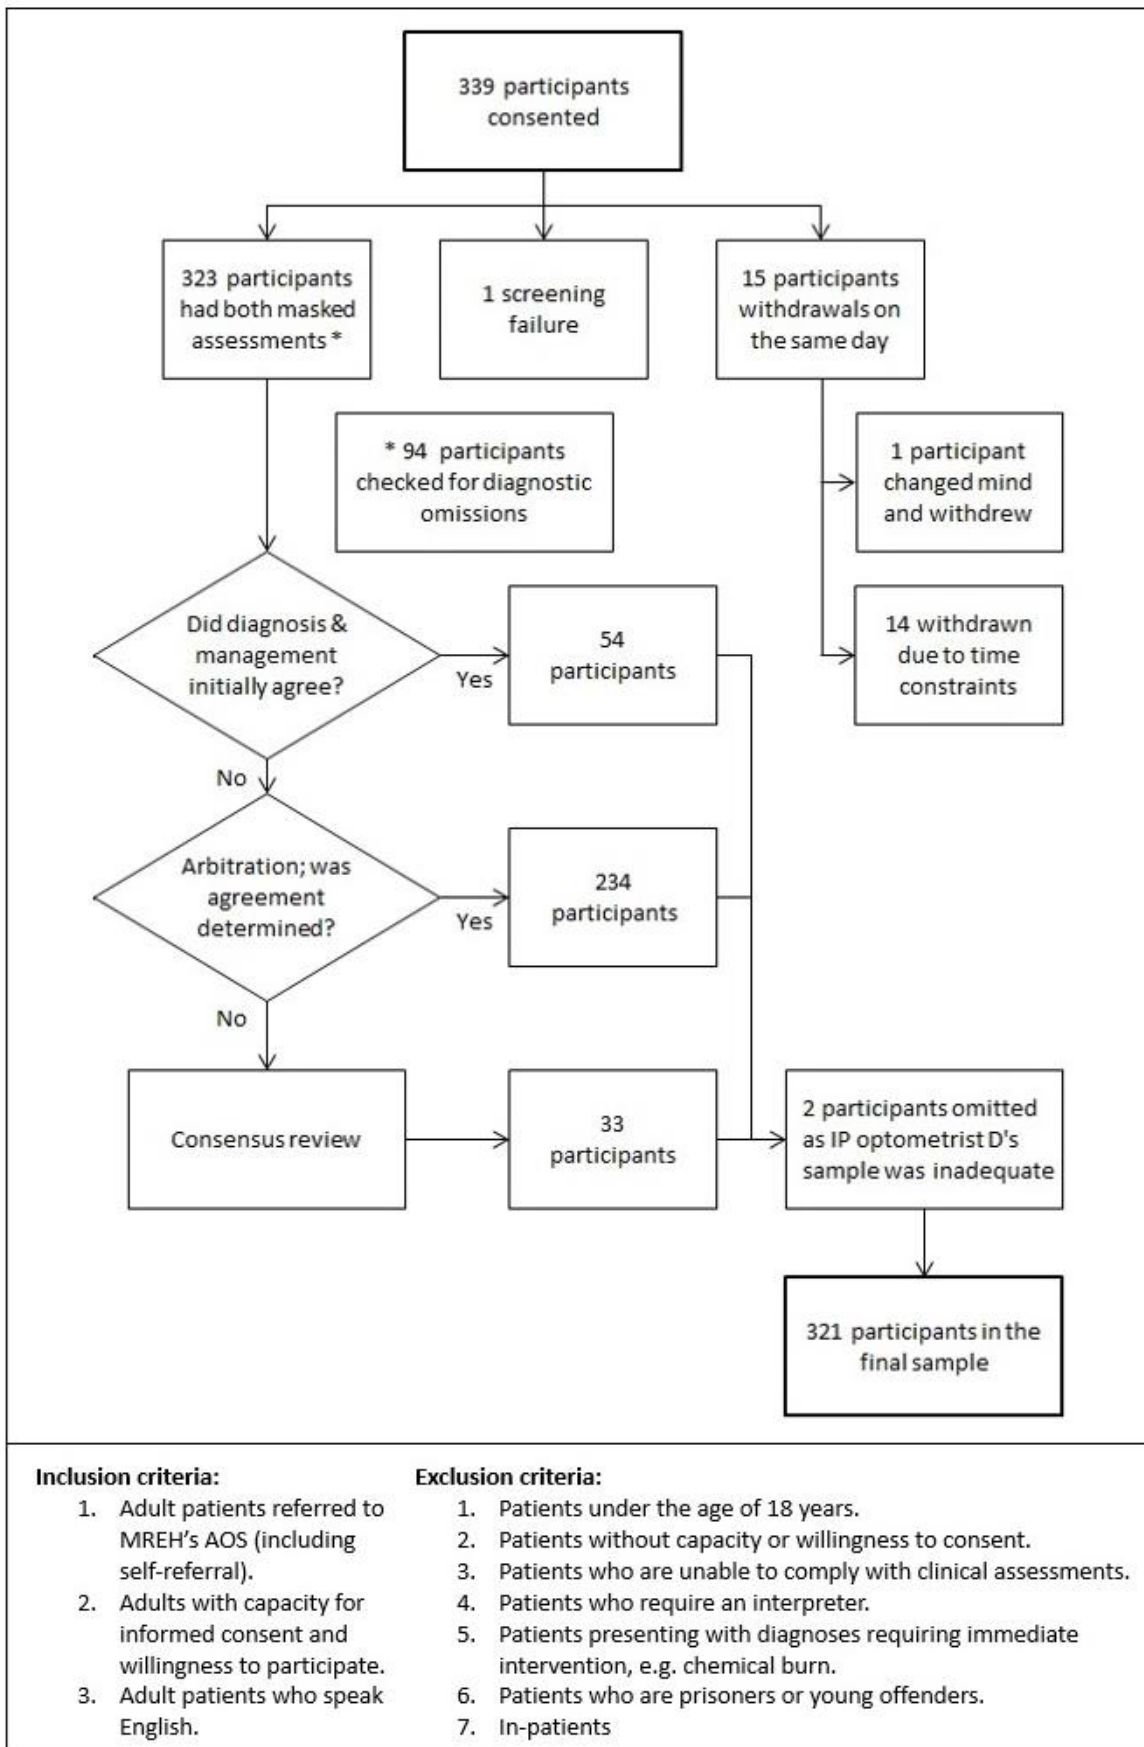 339 participants
consented
323 participants
had both masked
assessments *
1 screening
failure
15 participants
withdrawals on
the same day
* 94 participants
checked for diagnostic
omissions
1 participant
changed mind
and withdrew
Did diagnosis &
management
initially agree?
Yes
54
participants
14 withdrawn
due to time
constraints
No
Arbitration; was
agreement
determined?
Yes
234
participants
No
Consensus review
33
participants
2 participants omitted
as IP optometrist D's
sample was inadequate
321 participants in the
final sample
Inclusion criteria:
1. Adult patients referred to
MREH’s AOS (including
self-referral).
2. Adults with capacity for
informed consent and
willingness to participate.
3. Adult patients who speak
English.
Exclusion criteria:
1. Patients under the age of 18 years.
2. Patients without capacity or willingness to consent.
3. Patients who are unable to comply with clinical assessments.
4. Patients who require an interpreter.
5. Patients presenting with diagnoses requiring immediate
intervention, e.g. chemical burn.
6. Patients who are prisoners or young offenders.
7. In-patients